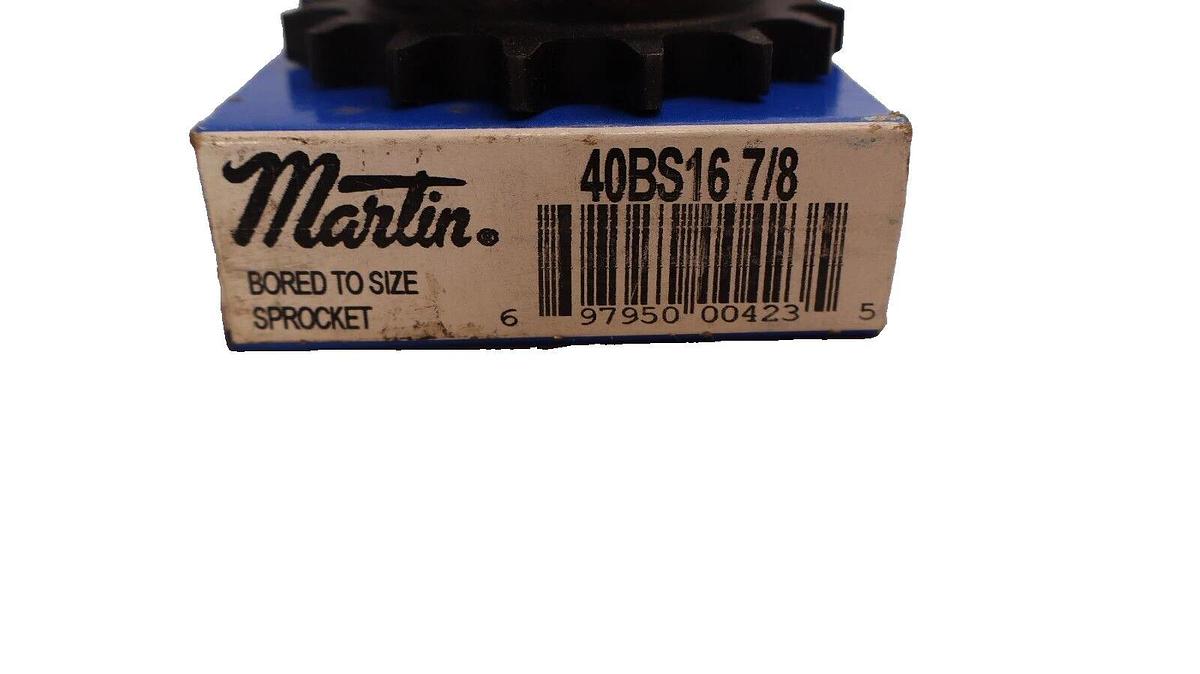 Martin®
BORED TO SIZE
SPROCKET
40BS16 7/8
6 97950 00423 5